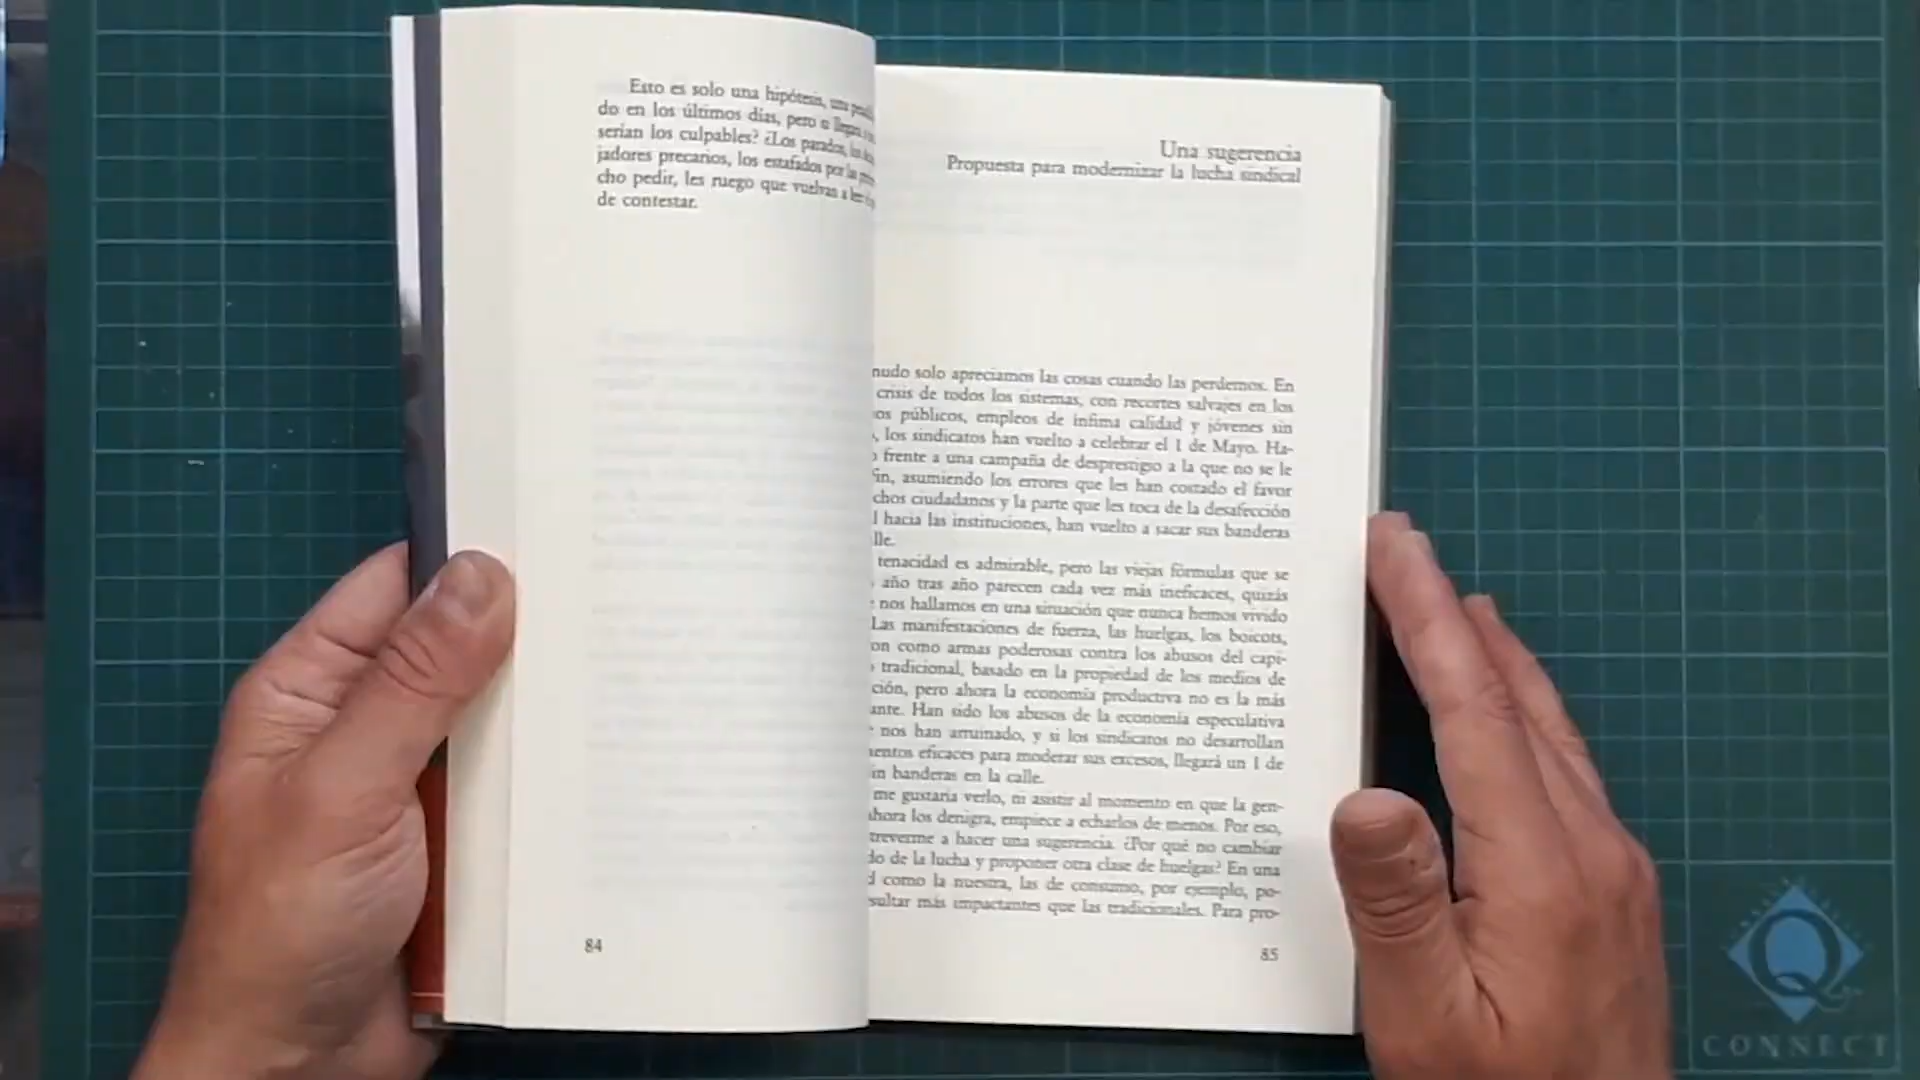 Esto es solo una hipótesis, una
do en los últimos días, pero si llegara
serían los culpables? ¿Los parados, los
jadores precarios, los estafados por las
cho pedir, les ruego que vuelvan a leer
de contestar.
84
Una sugerencia
Propuesta para modernizar la lucha sindical
nudo solo apreciamos las cosas cuando las perdemos. En
crisis de todos los sistemas, con recortes salvajes en los
os públicos, empleos de ínfima calidad y jóvenes sin
, los sindicatos han vuelto a celebrar el 1 de Mayo. Ha-
o frente a una campaña de desprestigio a la que no se le
fin, asumiendo los errores que les han costado el favor
chos ciudadanos y la parte que les toca de la desafección
l hacia las instituciones, han vuelto a sacar sus banderas
lle.
tenacidad es admirable, pero las viejas fórmulas que se
año tras año parecen cada vez más ineficaces, quizás
nos hallamos en una situación que nunca hemos vivido
Las manifestaciones de fuerza, las huelgas, los boicots,
on como armas poderosas contra los abusos del capi-
tradicional, basado en la propiedad de los medios de
ción, pero ahora la economía productiva no es la más
ante. Han sido los abusos de la economía especulativa
nos han arruinado, y si los sindicatos no desarrollan
entos eficaces para moderar sus excesos, llegará un 1 de
in banderas en la calle.
me gustaría verlo, ni asistir al momento en que la gen-
ahora los denigra, empiece a echarlos de menos. Por eso,
treverme a hacer una sugerencia. ¿Por qué no cambiar
do de la lucha y proponer otra clase de huelgas? En una
d como la nuestra, las de consumo, por ejemplo, po-
sultar más impactantes que las tradicionales. Para pro-
85
Q
CONNECT